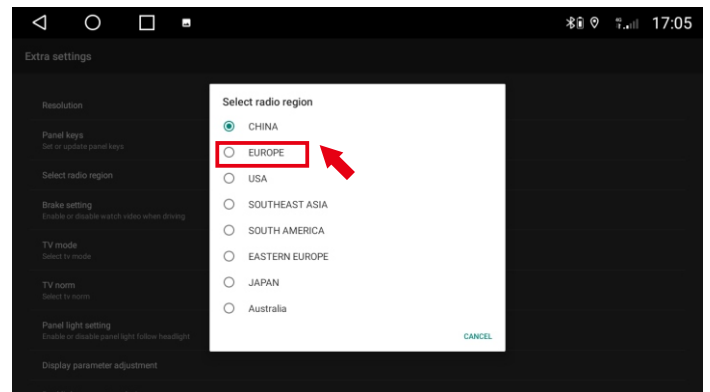 17:05
Extra settings
Resolution
Panel keys
Set or update panel keys
Select radio region
Brake setting
Enable or disable watch video when driving
TV mode
Select tv mode
TV norm
Select tv norm
Panel light setting
Enable or disable panel light follow headlight
Display parameter adjustment
Select radio region
CHINA
EUROPE
USA
SOUTHEAST ASIA
SOUTH AMERICA
EASTERN EUROPE
JAPAN
Australia
CANCEL